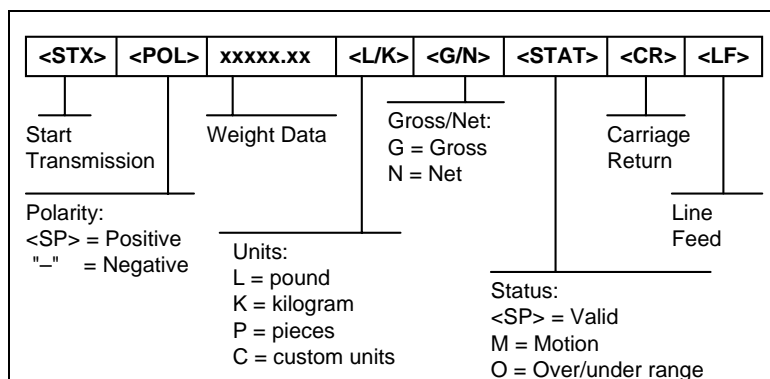 <STX> <POL> xxxxx.xx <L/K> <G/N> <STAT> <CR> <LF>
Start
Transmission
Weight Data
Gross/Net:
G = Gross
N = Net
Carriage
Return
Polarity:
<SP> = Positive
"–" = Negative
Units:
L = pound
K = kilogram
P = pieces
C = custom units
Line
Feed
Status:
<SP> = Valid
M = Motion
O = Over/under range